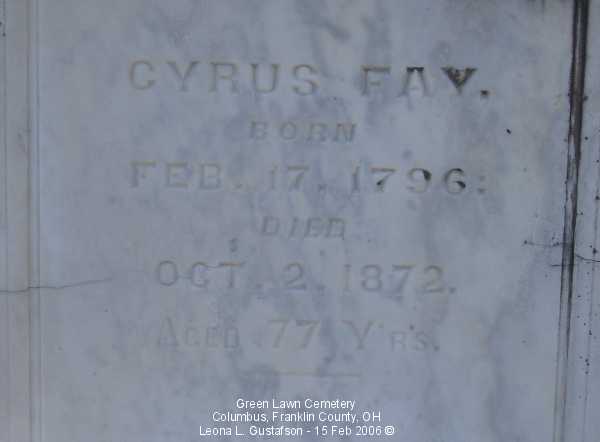 CYRUS FAY.
BORN
FEB. 17. 1796:
DIED
OCT. 2. 1872.
AGED 77 YRS.
Green Lawn Cemetery
Columbus, Franklin County, OH
Leona L. Gustafson - 15 Feb 2006 ©